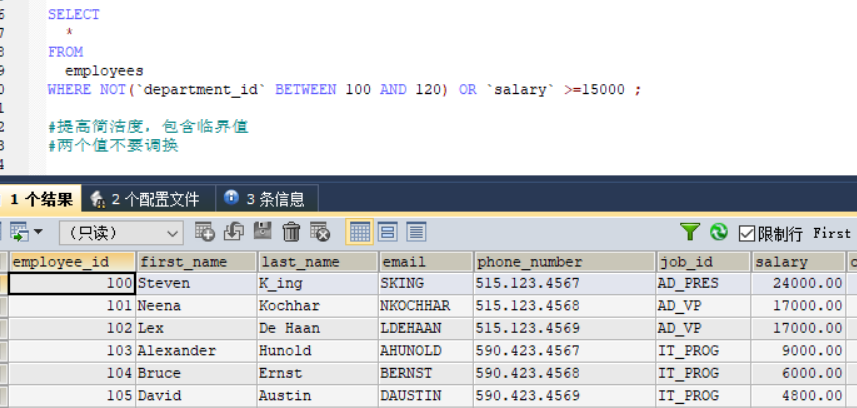 6 SELECT
7 *
8 FROM
9 employees
0 WHERE NOT(`department_id` BETWEEN 100 AND 120) OR `salary` >=15000 ;
1
2 #提高简洁度，包含临界值
3 #两个值不要调换
4
1 个结果 2 个配置文件 3 条信息
（只读） 限制行 First
employee_id first_name last_name email phone_number job_id salary
100 Steven K_ing SKING 515.123.4567 AD_PRES 24000.00
101 Neena Kochhar NKOCHHAR 515.123.4568 AD_VP 17000.00
102 Lex De Haan LDEHAAN 515.123.4569 AD_VP 17000.00
103 Alexander Hunold AHUNOLD 590.423.4567 IT_PROG 9000.00
104 Bruce Ernst BERNST 590.423.4568 IT_PROG 6000.00
105 David Austin DAUSTIN 590.423.4569 IT_PROG 4800.00